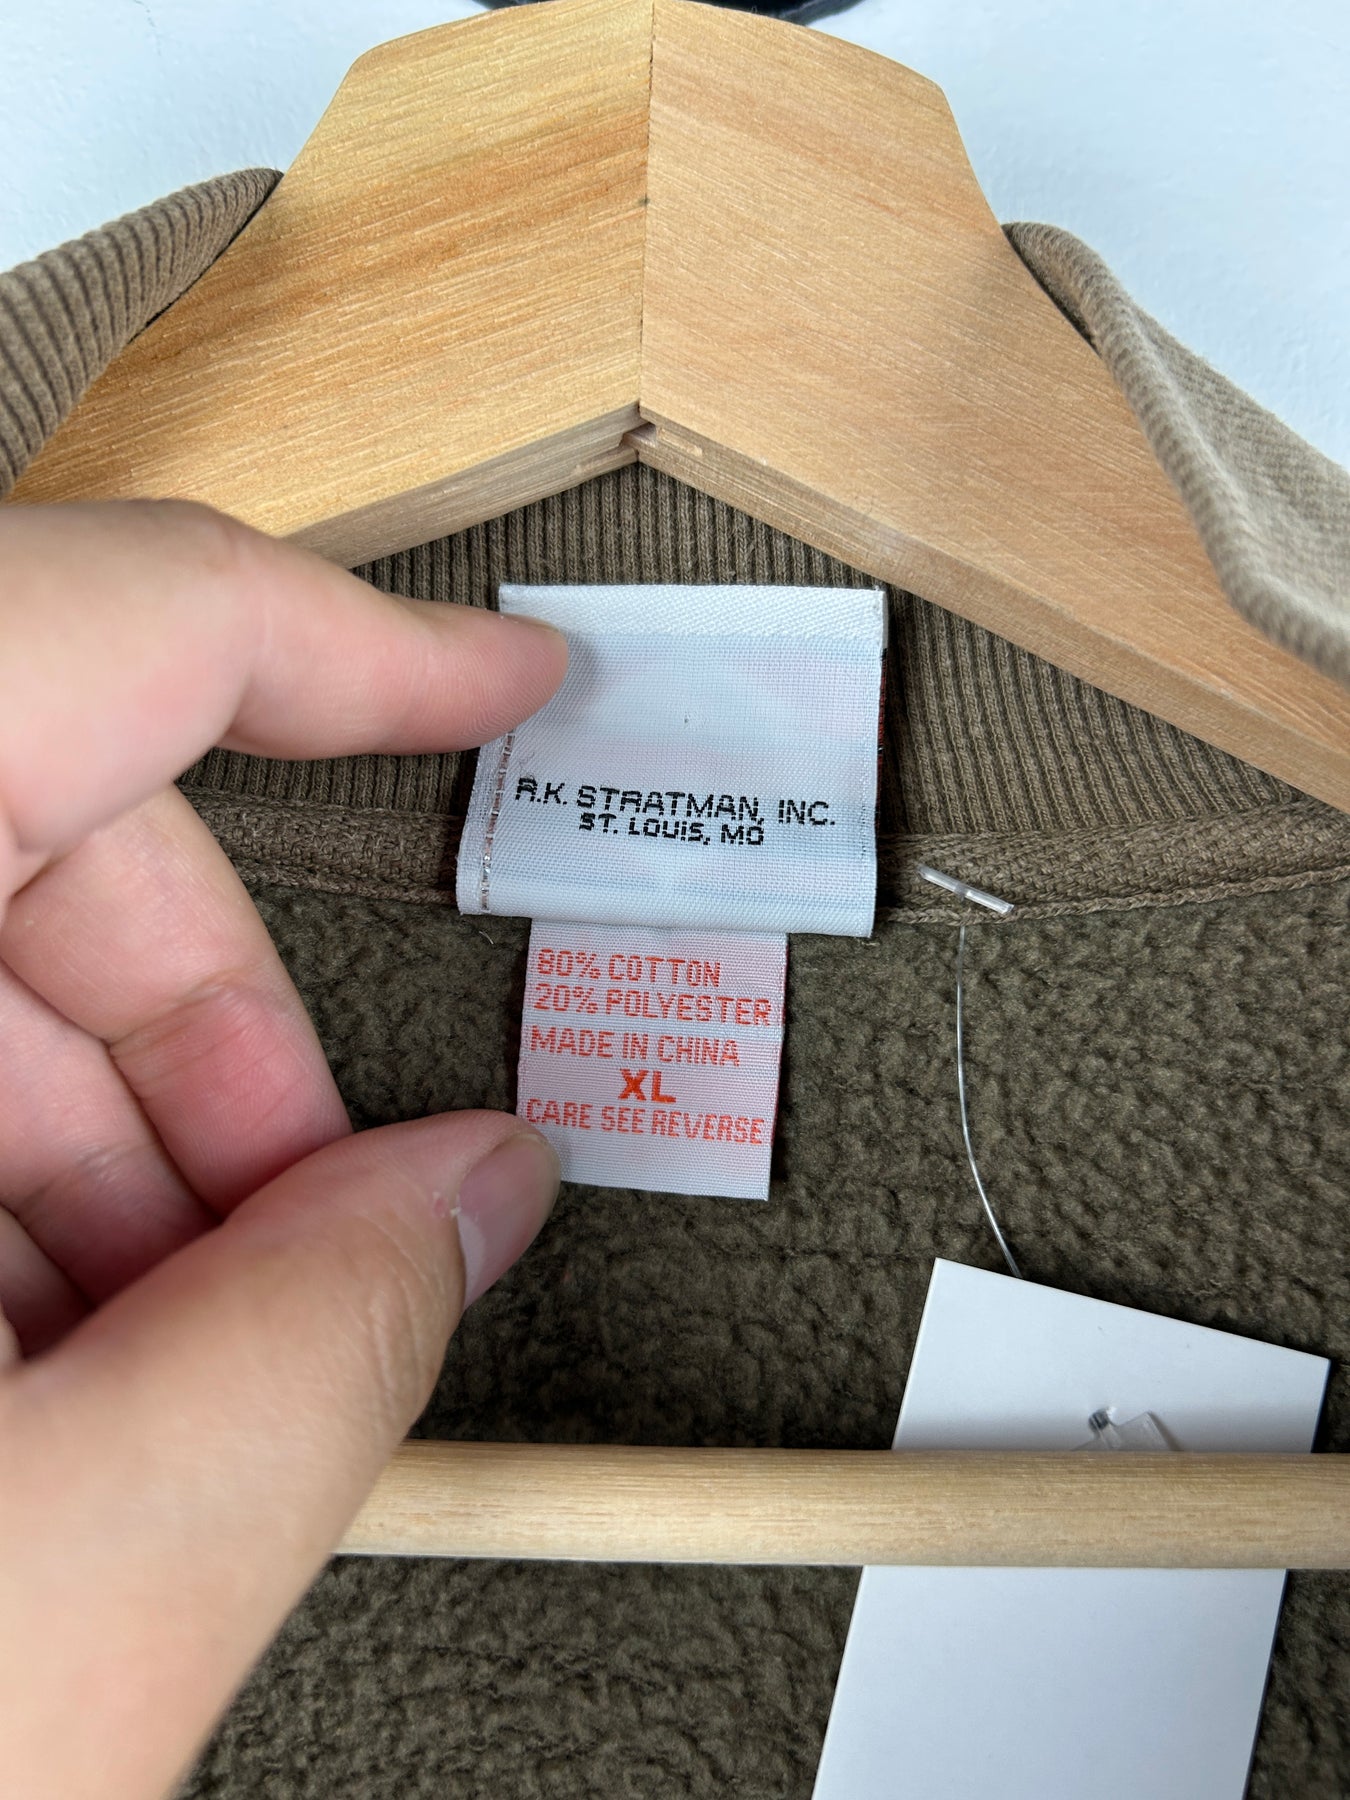 R.K. STRATMAN, INC.
ST. LOUIS, MO
80% COTTON
20% POLYESTER
MADE IN CHINA
XL
CARE SEE REVERSE